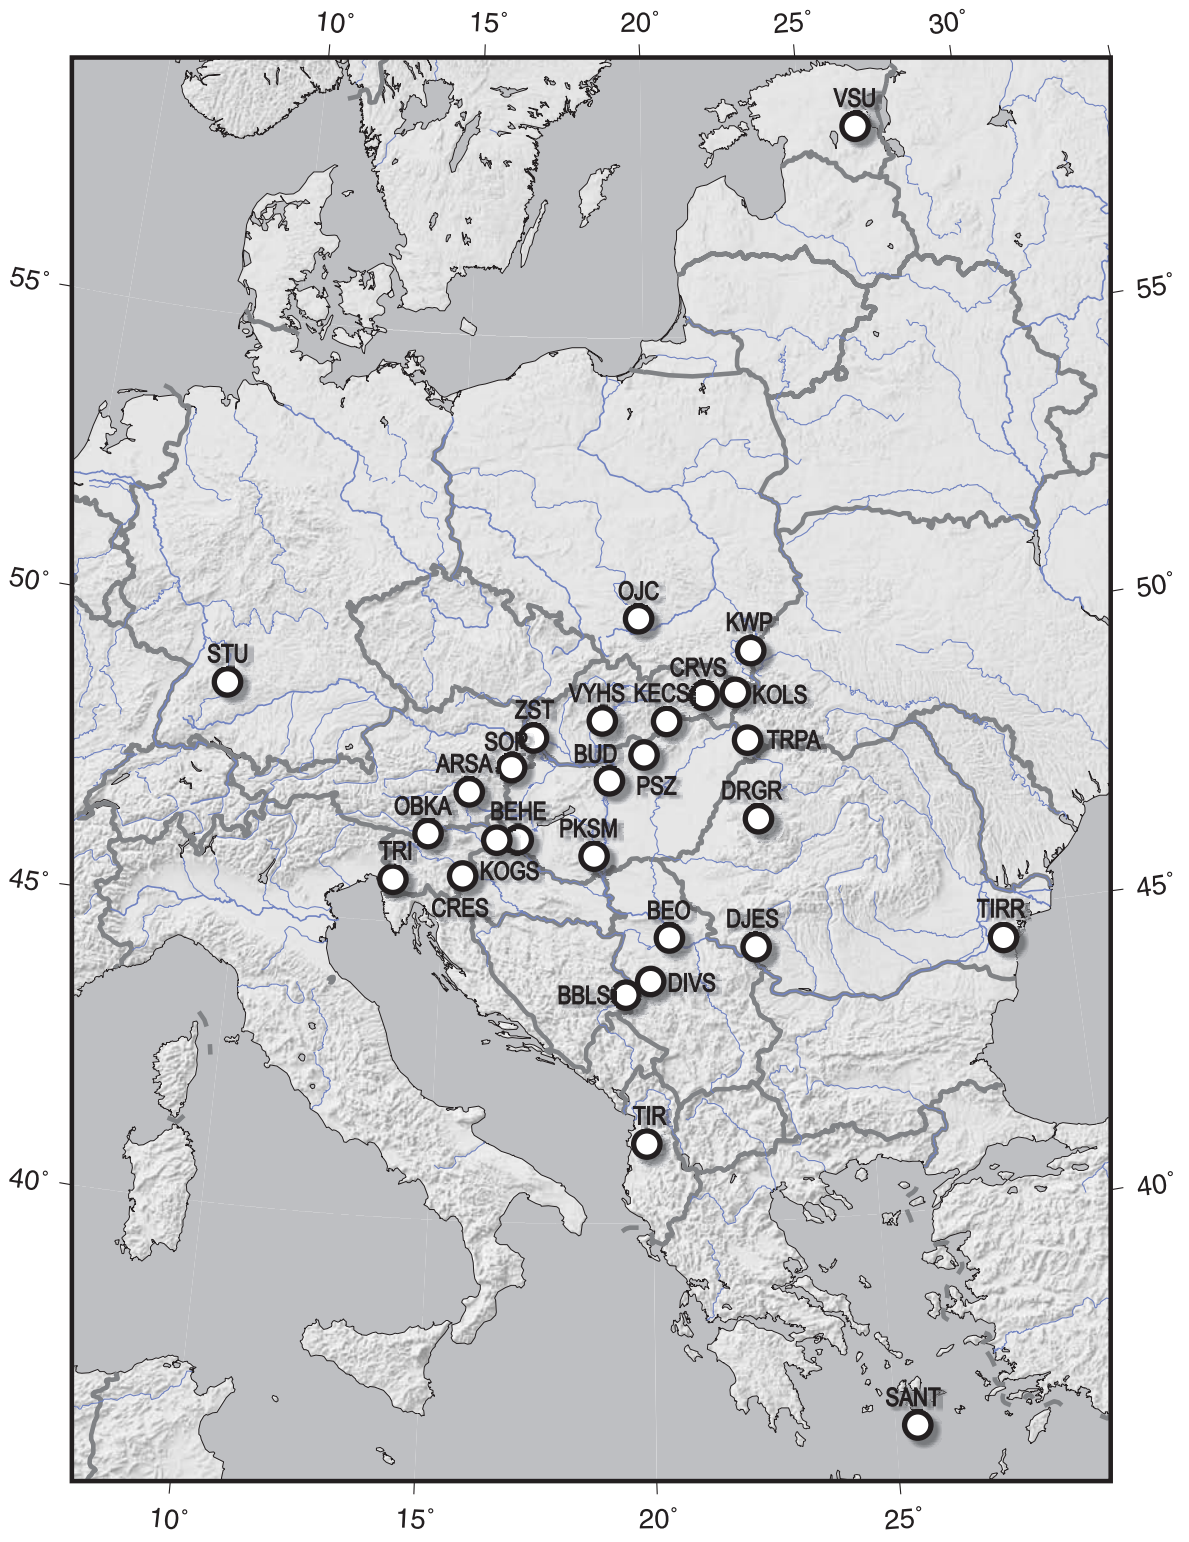 10° 15° 20° 25° 30°
VSU
55° 55°
50° 50°
OJC
KWP
STU
CRVS
VYHS KECS KOLS
ZST
SOP TRPA
ARSA BUD
PSZ
DRGR
OBKA BEHE
PKSM
TRI
KOGS
45° 45°
CRES BEO TIRR
DJES
DIVS
BBLS
TIR
40° 40°
SANT
10° 15° 20° 25°